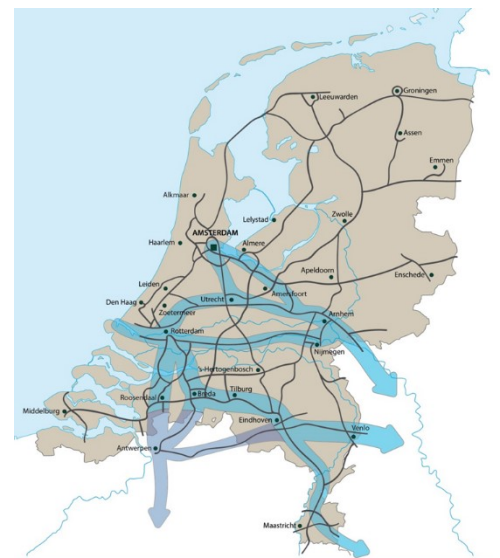 Leeuwarden
Groningen
Assen
Emmen
Alkmaar
Lelystad
Zwolle
AMSTERDAM
Haarlem
Almere
Apeldoorn
Enschede
Leiden
Utrecht
Amersfoort
Den Haag
Zoetermeer
Arnhem
Rotterdam
Nijmegen
's-Hertogenbosch
Roosendaal
Breda
Tilburg
Middelburg
Eindhoven
Venlo
Antwerpen
Maastricht